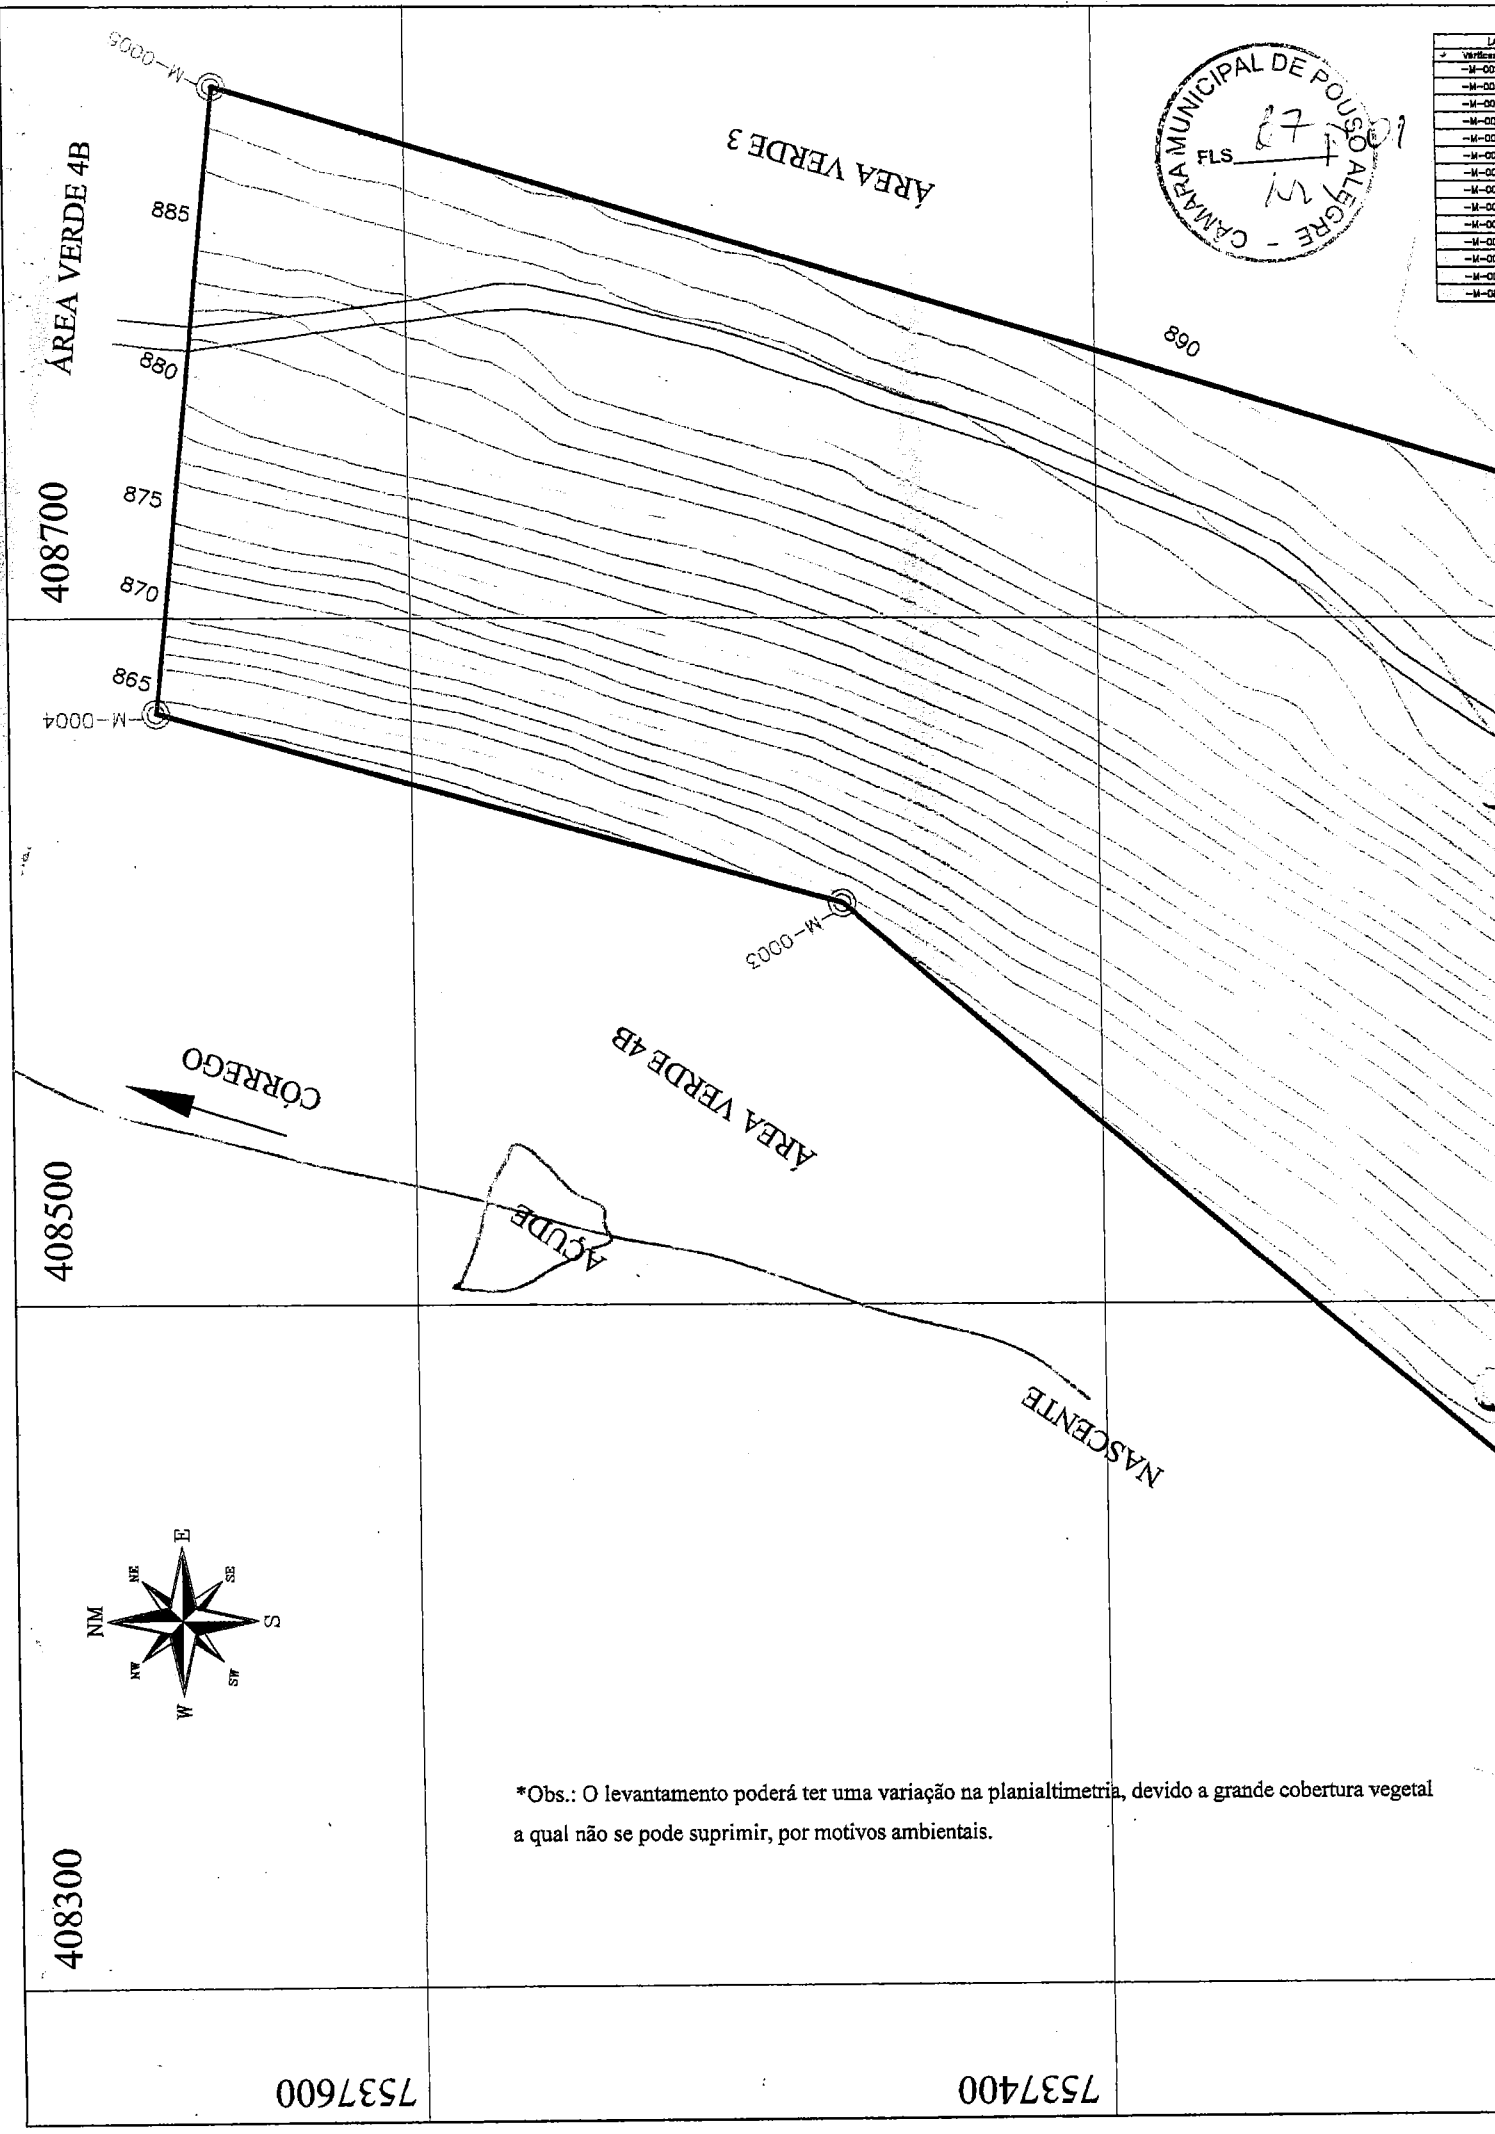 -M-0005
ÁREA VERDE 4B
ÁREA VERDE 3
CÂMARA MUNICIPAL DE POUSO ALEGRE -
FLS.
885
880
890
875
408700
870
865
-M-0004
-M-0003
CÓRREGO
ÁREA VERDE 4B
AÇUDE
408500
NASCENTE
NM
NE
E
SE
S
SW
W
NW
*Obs.: O levantamento poderá ter uma variação na planialtimetria, devido a grande cobertura vegetal
a qual não se pode suprimir, por motivos ambientais.
408300
7537600
7537400